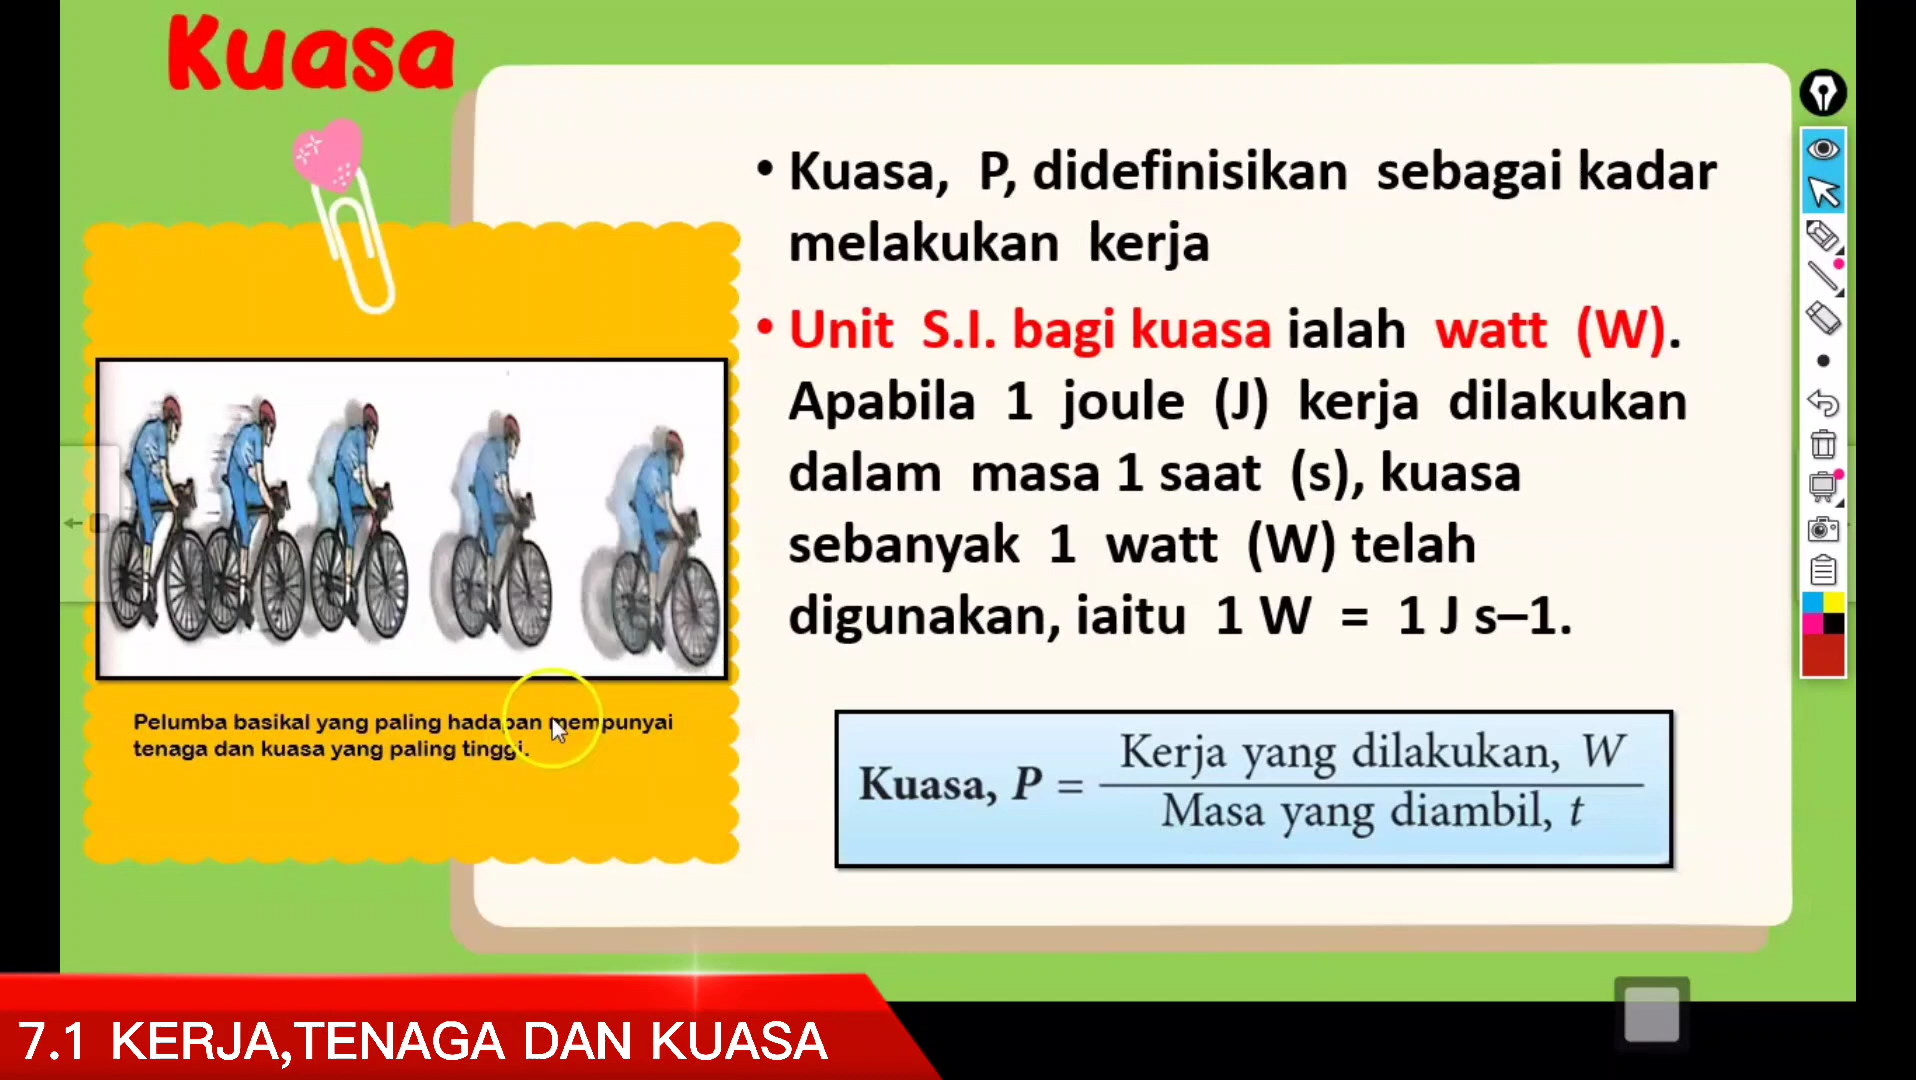 Kuasa
• Kuasa, P, didefinisikan sebagai kadar
melakukan kerja
• Unit S.I. bagi kuasa ialah watt (W).
Apabila 1 joule (J) kerja dilakukan
dalam masa 1 saat (s), kuasa
sebanyak 1 watt (W) telah
digunakan, iaitu 1 W = 1 J s–1.
Pelumba basikal yang paling hadapan mempunyai
tenaga dan kuasa yang paling tinggi.
Kuasa, P = Kerja yang dilakukan, W
Masa yang diambil, t
7.1 KERJA,TENAGA DAN KUASA